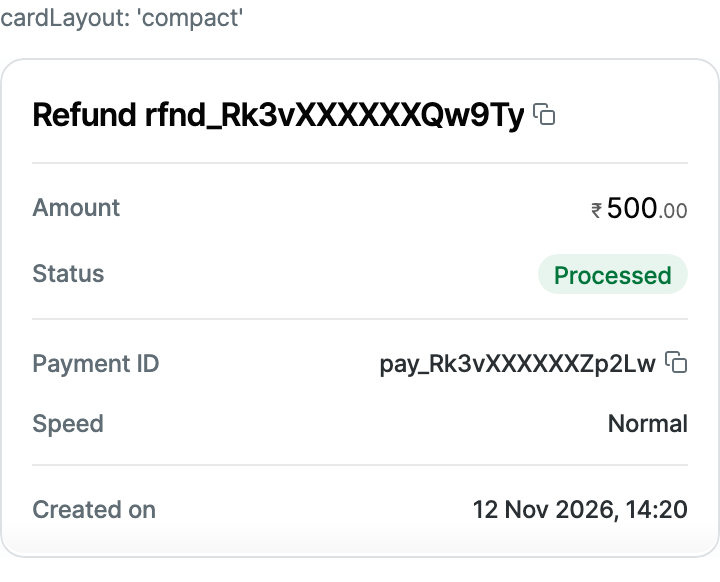 cardLayout: 'compact'
Refund rfnd_Rk3vXXXXXXQw9Ty
Amount ₹500.00
Status Processed
Payment ID pay_Rk3vXXXXXXZp2Lw
Speed Normal
Created on 12 Nov 2026, 14:20